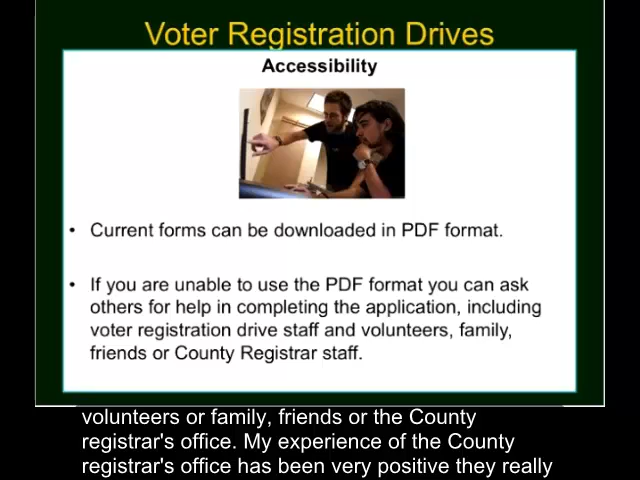 Voter Registration Drives
Accessibility
• Current forms can be downloaded in PDF format.
• If you are unable to use the PDF format you can ask
others for help in completing the application, including
voter registration drive staff and volunteers, family,
friends or County Registrar staff.
volunteers or family, friends or the County
registrar's office. My experience of the County
registrar's office has been very positive they really